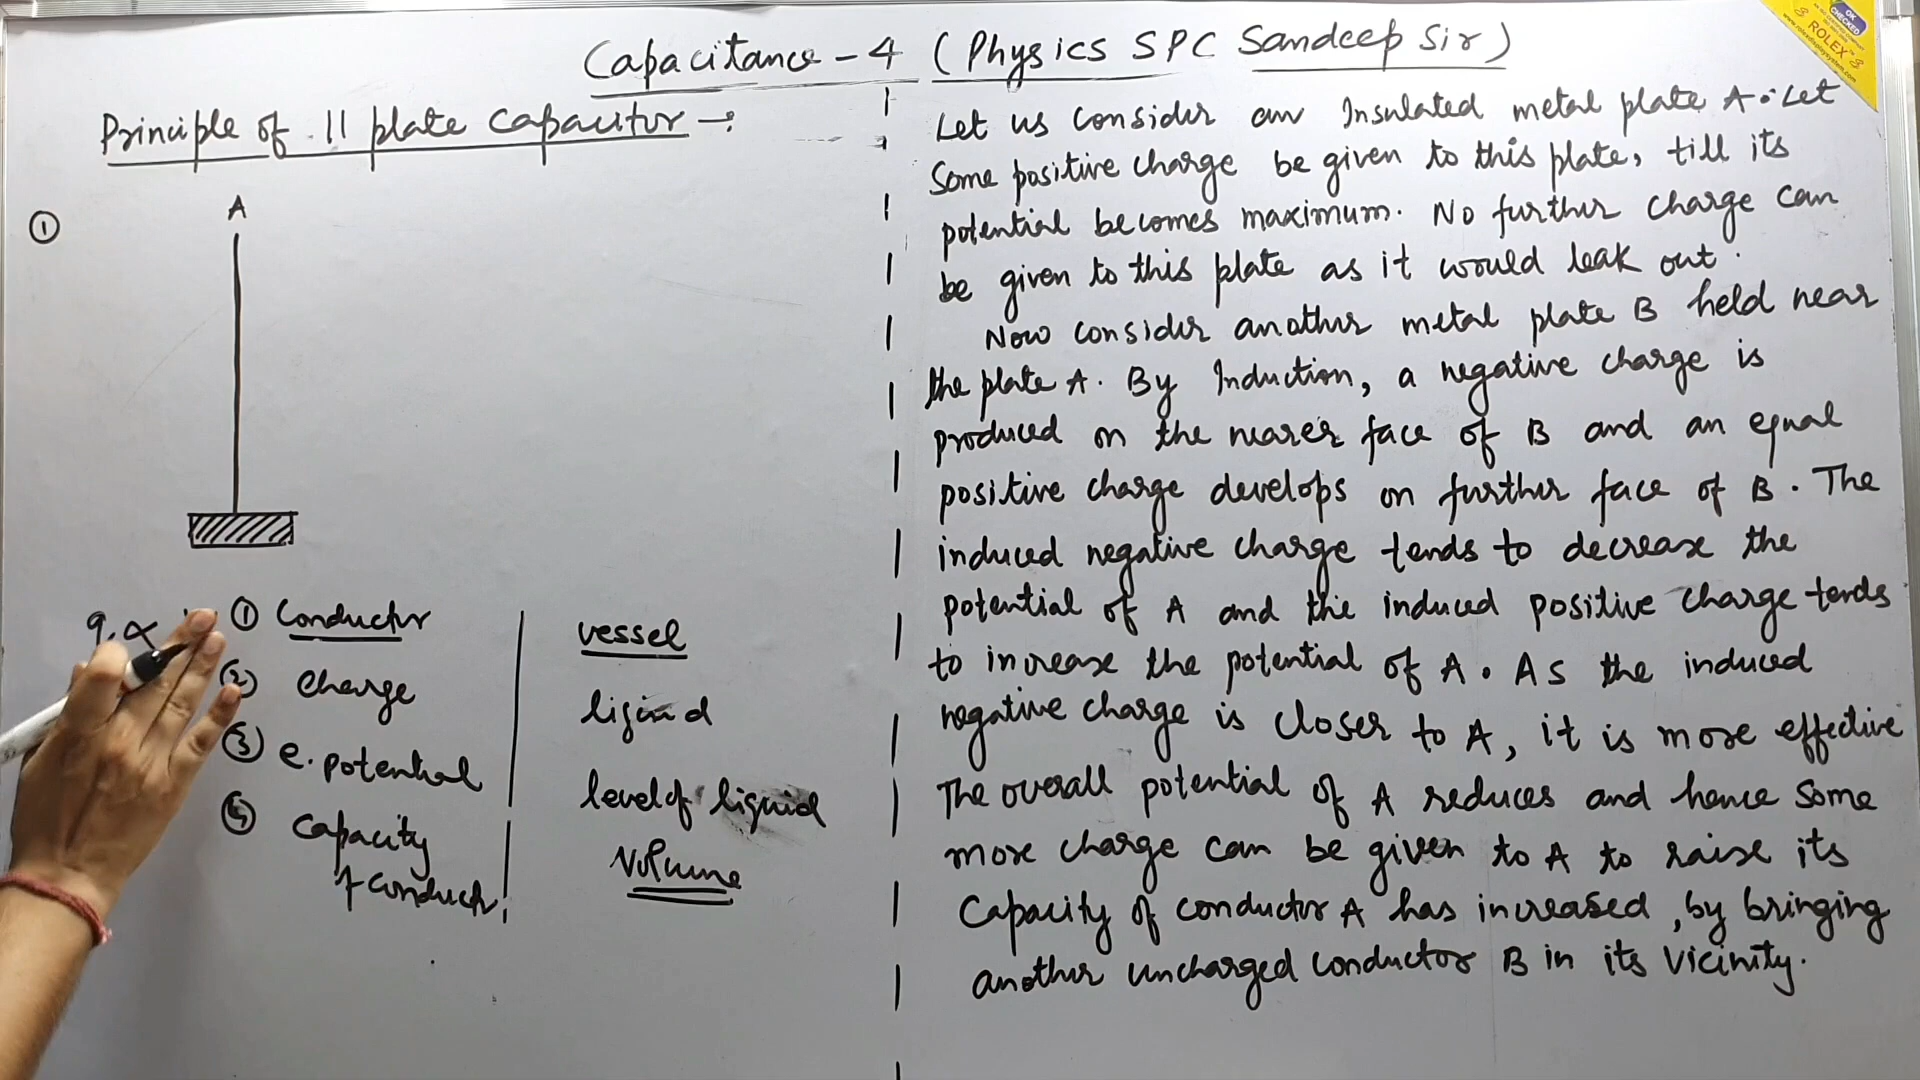 Capacitance - 4 (Physics SPC Sandeep Sir)
Principle of || plate capacitor →:
①
A
q ∝
① Conductor
② Charge
③ e. potential
④ Capacity
of conduct.
vessel
liquid
level of liquid
Volume
Let us consider an Insulated metal plate A. Let
Some positive charge be given to this plate, till its
potential becomes maximum. No further charge can
be given to this plate as it would leak out.
Now consider another metal plate B held near
the plate A. By Induction, a negative charge is
produced on the nearer face of B and an equal
positive charge develops on further face of B. The
induced negative charge tends to decrease the
potential of A and the induced positive charge tends
to increase the potential of A. As the induced
negative charge is closer to A, it is more effective
The overall potential of A reduces and hence some
more charge can be given to A to raise its
Capacity of conductor A has increased, by bringing
another uncharged conductor B in its vicinity.
OK
CHECKED
ROLEX